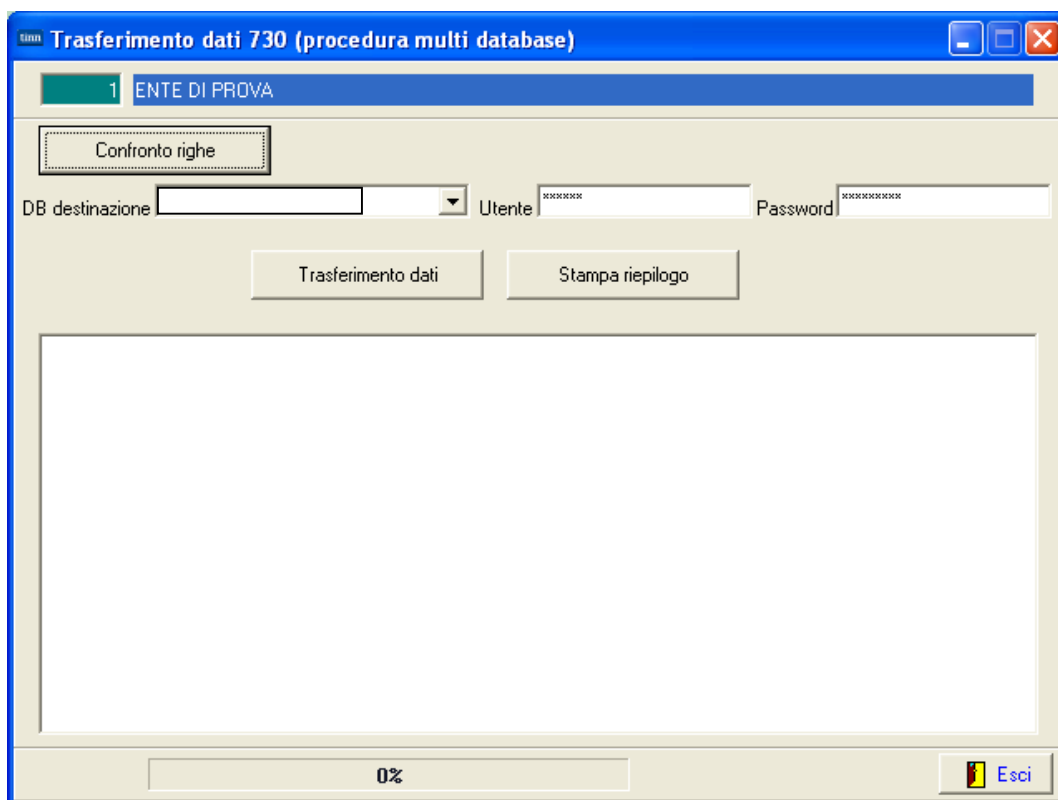 tinn Trasferimento dati 730 (procedura multi database)
1 ENTE DI PROVA
Confronto righe
DB destinazione Utente ****** Password *********
Trasferimento dati Stampa riepilogo
0% Esci